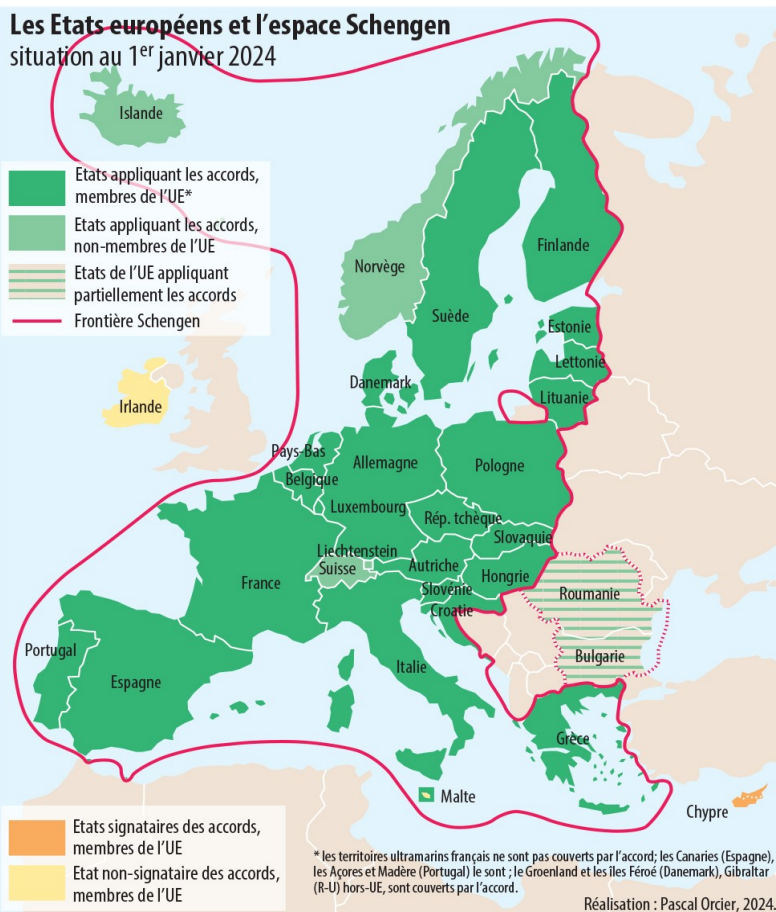 Les Etats européens et l'espace Schengen
situation au 1er janvier 2024
Islande
Etats appliquant les accords,
membres de l'UE*
Etats appliquant les accords,
non-membres de l'UE
Etats de l'UE appliquant
partiellement les accords
Frontière Schengen
Norvège
Finlande
Suède
Estonie
Lettonie
Danemark
Lituanie
Irlande
Pays-Bas
Allemagne
Pologne
Belgique
Luxembourg
Rép. tchèque
Slovaquie
Liechtenstein
Suisse
Autriche
Hongrie
France
Slovénie
Roumanie
Croatie
Portugal
Bulgarie
Italie
Espagne
Grèce
Malte
Chypre
Etats signataires des accords,
membres de l'UE
Etat non-signataire des accords,
membres de l'UE
* les territoires ultramarins français ne sont pas couverts par l'accord; les Canaries (Espagne),
les Açores et Madère (Portugal) le sont ; le Groenland et les îles Féroé (Danemark), Gibraltar
(R-U) hors-UE, sont couverts par l'accord.
Réalisation : Pascal Orcier, 2024.